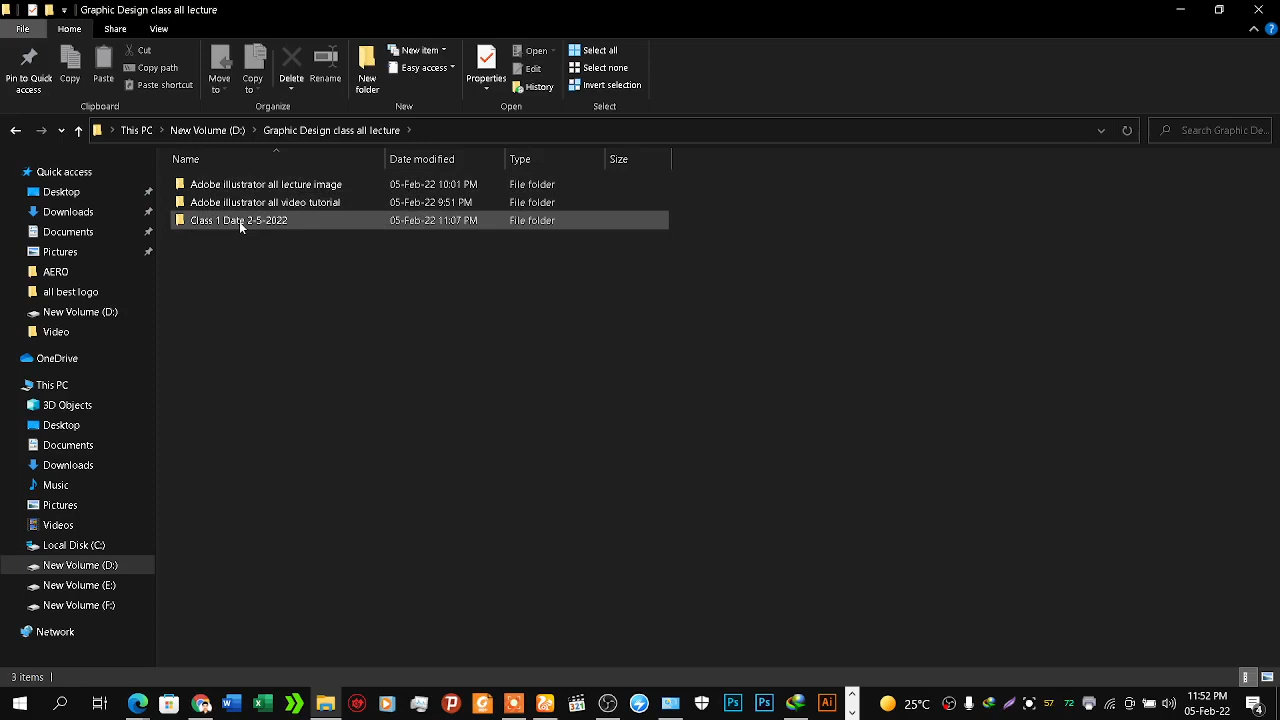 Graphic Design class all lecture
File Home Share View
Pin to Quick access
Copy
Paste
Cut
Copy path
Paste shortcut
Clipboard
Move to
Copy to
Delete
Rename
Organize
New folder
New item
Easy access
New
Properties
Open
Edit
History
Open
Select all
Select none
Invert selection
Select
This PC > New Volume (D:) > Graphic Design class all lecture >
Search Graphic De...
Name Date modified Type Size
Adobe illustrator all lecture image 05-Feb-22 10:01 PM File folder
Adobe illustrator all video tutorial 05-Feb-22 9:51 PM File folder
Class 1 Date 2-5-2022 05-Feb-22 11:07 PM File folder
Quick access
Desktop
Downloads
Documents
Pictures
AERO
all best logo
New Volume (D:)
Video
OneDrive
This PC
3D Objects
Desktop
Documents
Downloads
Music
Pictures
Videos
Local Disk (C:)
New Volume (D:)
New Volume (E:)
New Volume (F:)
Network
3 items
25°C
57 72
11:52 PM
05-Feb-22